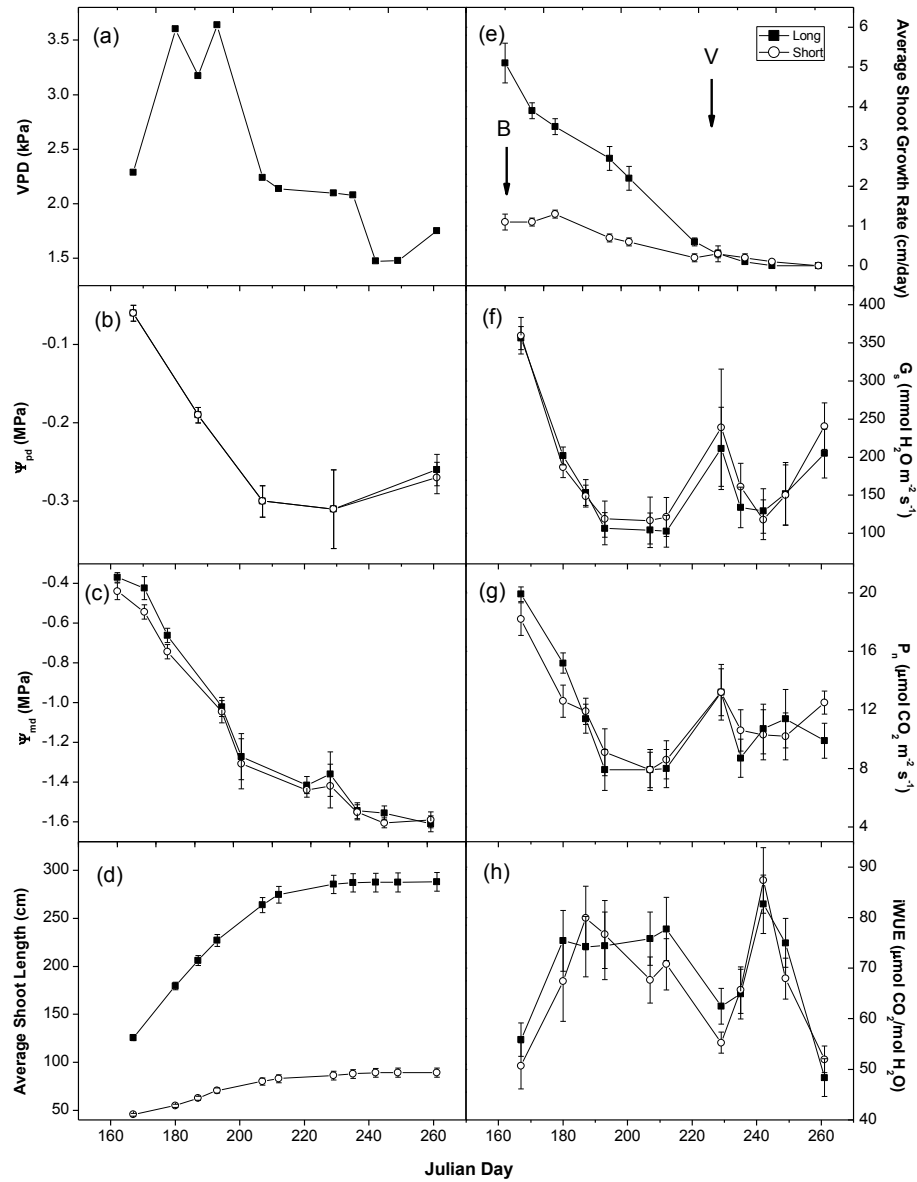 (a)
VPD (kPa)
3.5
3.0
2.5
2.0
1.5
(b)
Ψpd (MPa)
-0.1
-0.2
-0.3
(c)
Ψmd (MPa)
-0.4
-0.6
-0.8
-1.0
-1.2
-1.4
-1.6
(d)
Average Shoot Length (cm)
300
250
200
150
100
50
160 180 200 220 240 260
(e)
B
V
Long
Short
Average Shoot Growth Rate (cm/day)
6
5
4
3
2
1
0
(f)
Gs (mmol H2O m-2 s-1)
400
350
300
250
200
150
100
(g)
Pn (μmol CO2 m-2 s-1)
20
16
12
8
4
(h)
iWUE (μmol CO2/mol H2O)
90
80
70
60
50
40
160 180 200 220 240 260
Julian Day